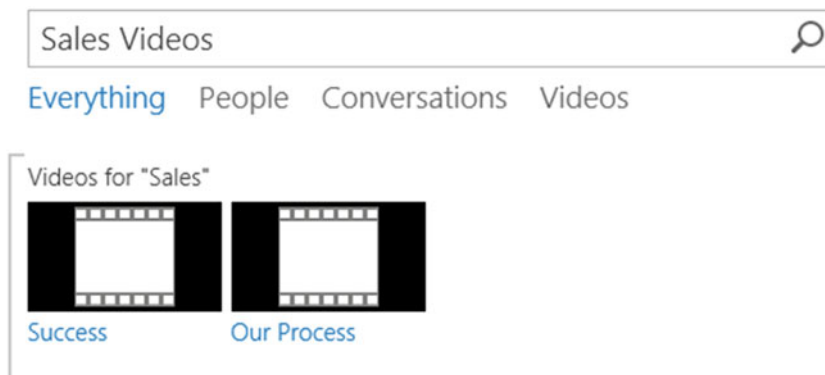 Sales Videos
Everything People Conversations Videos
Videos for "Sales"
Success Our Process